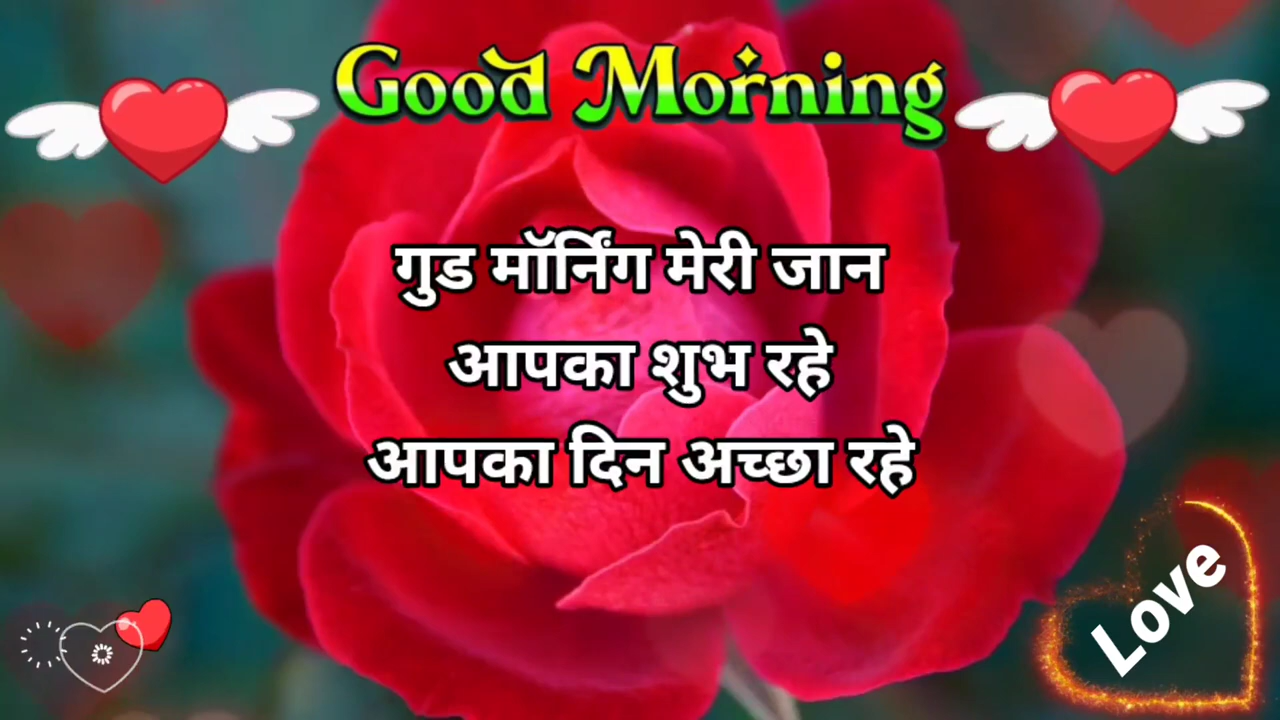 Good Morning
गुड मॉर्निंग मेरी जान
आपका शुभ रहे
आपका दिन अच्छा रहे
Love